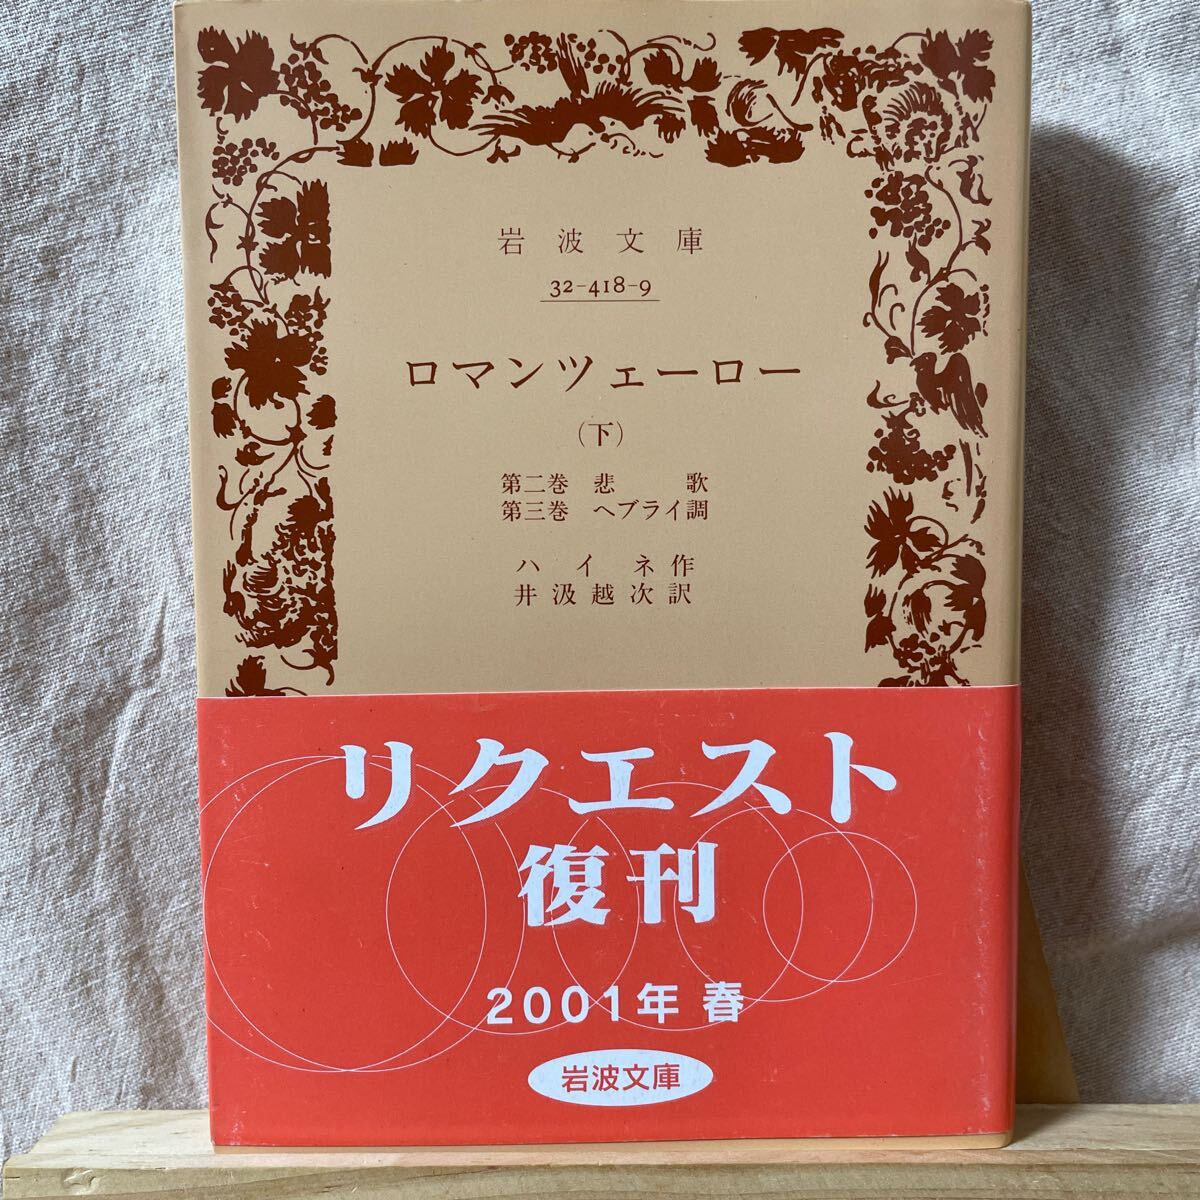 岩波文庫
32-418-9
ロマンツェーロー
（下）
第二巻 悲歌
第三巻 ヘブライ調
ハイネ作
井汲越次訳
リクエスト
復刊
2001年 春
岩波文庫